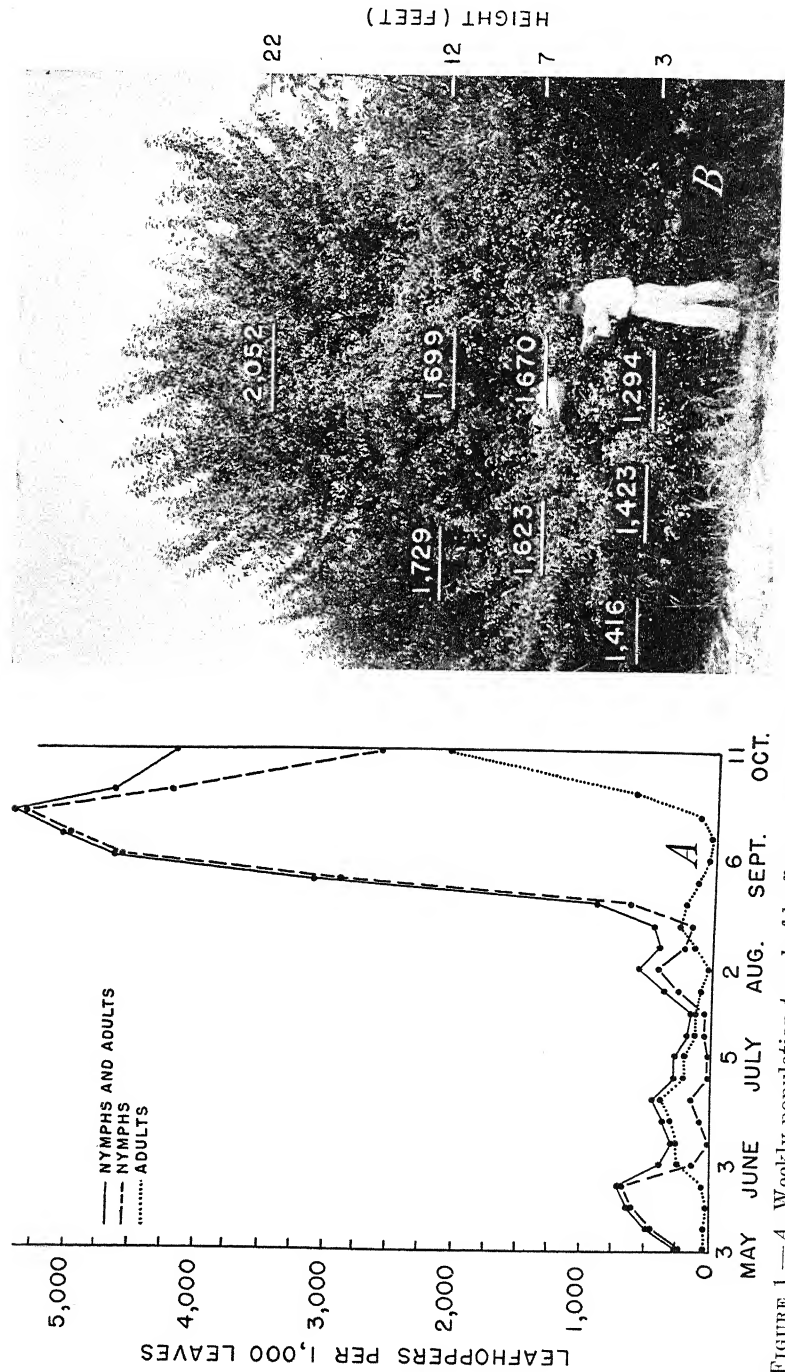 LEAFHOPPERS PER 1,000 LEAVES
5,000
4,000
3,000
2,000
1,000
0
NYMPHS AND ADULTS
NYMPHS
ADULTS
A
3 3 5 2 6 11
MAY JUNE JULY AUG. SEPT. OCT.
2,052
1,729 1,699
1,623 1,670
1,416 1,423 1,294
B
22
12
7
3
HEIGHT (FEET)
FIGURE 1.—A, Weekly population